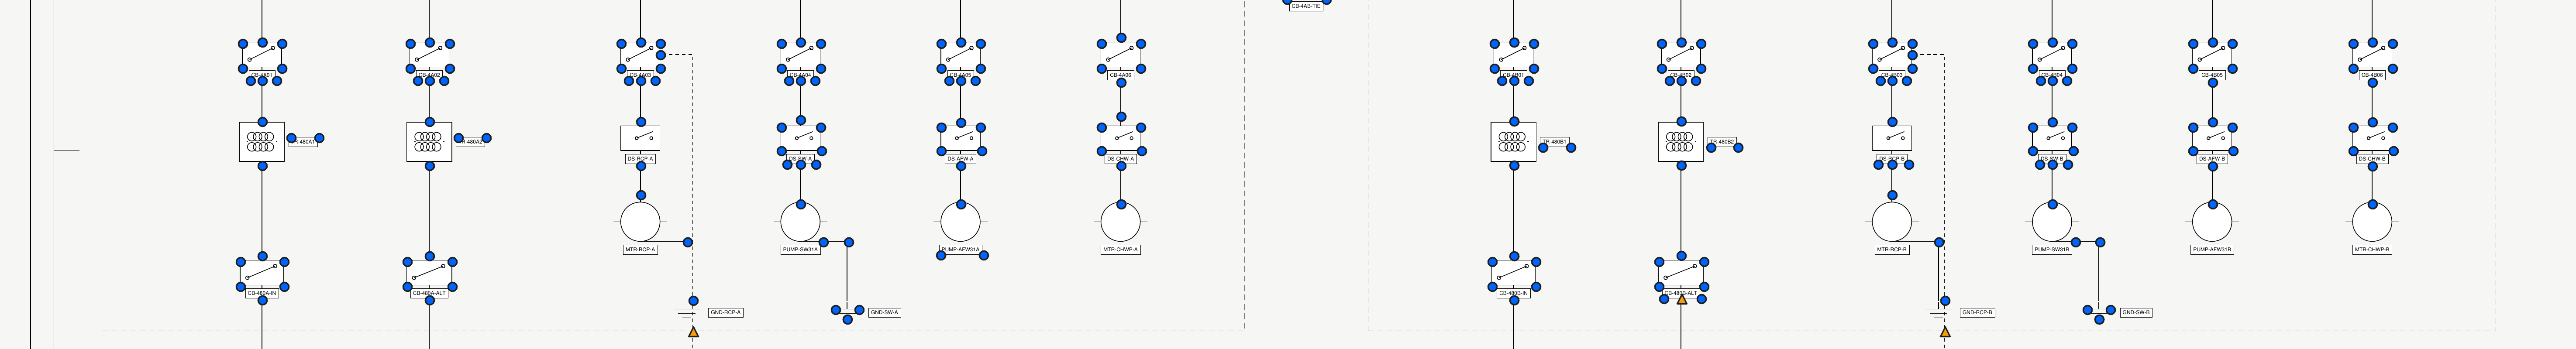 CB-4AB-TIE
CB-4A01
CB-4A02
CB-4A03
CB-4A04
CB-4A05
CB-4A06
CB-4B01
CB-4B02
CB-4B03
CB-4B04
CB-4B05
CB-4B06
TR-480A1
TR-480A2
TR-480B1
TR-480B2
DS-RCP-A
DS-SW-A
DS-AFW-A
DS-CHW-A
DS-RCP-B
DS-SW-B
DS-AFW-B
DS-CHW-B
MTR-RCP-A
PUMP-SW31A
PUMP-AFW31A
MTR-CHWP-A
MTR-RCP-B
PUMP-SW31B
PUMP-AFW31B
MTR-CHWP-B
CB-480A-IN
CB-480A-ALT
CB-480B-IN
CB-480B-ALT
GND-RCP-A
GND-SW-A
GND-RCP-B
GND-SW-B